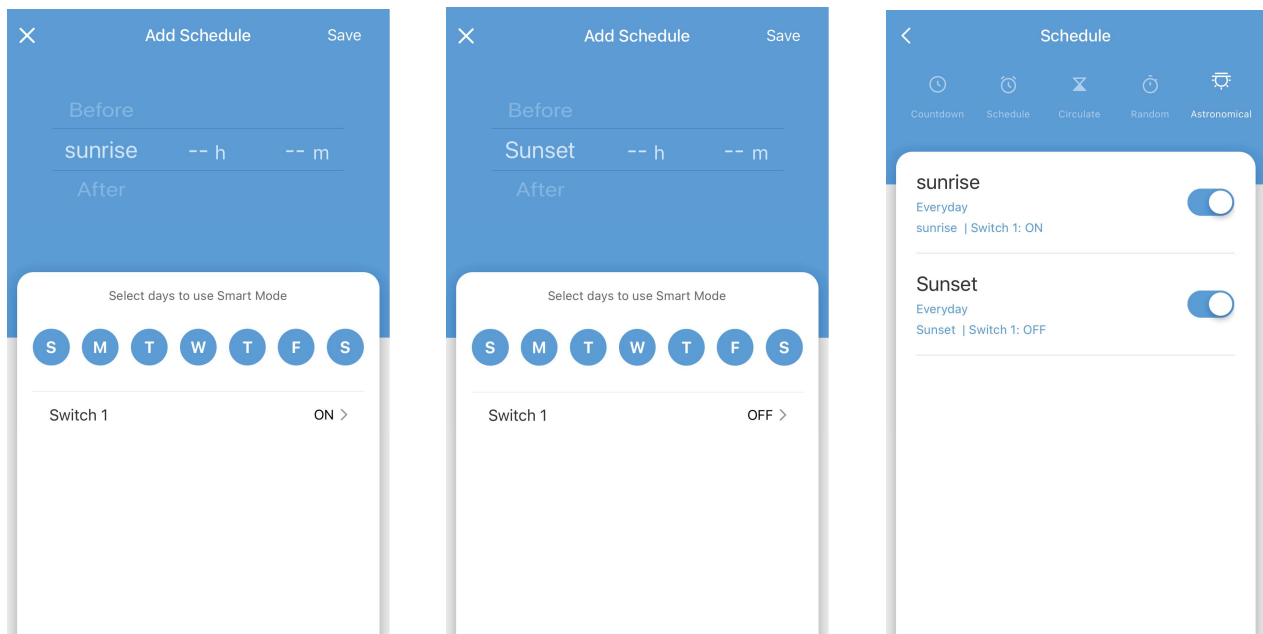 Add Schedule Save
Before
sunrise -- h -- m
After
Select days to use Smart Mode
S M T W T F S
Switch 1 ON
Add Schedule Save
Before
Sunset -- h -- m
After
Select days to use Smart Mode
S M T W T F S
Switch 1 OFF
Schedule
Countdown Schedule Circulate Random Astronomical
sunrise
Everyday
sunrise | Switch 1: ON
Sunset
Everyday
Sunset | Switch 1: OFF